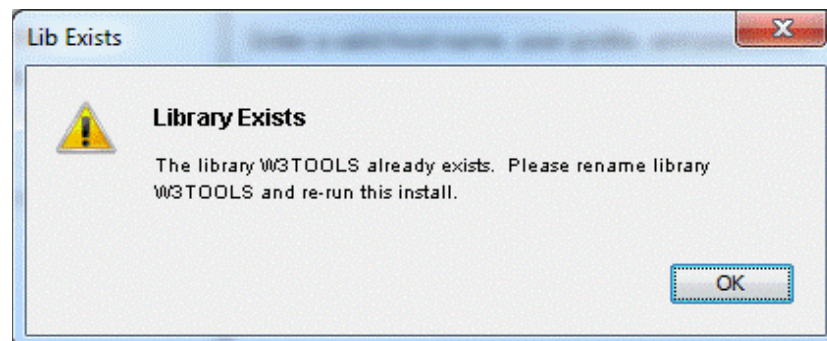 Lib Exists
Library Exists
The library W3TOOLS already exists. Please rename library
W3TOOLS and re-run this install.
OK